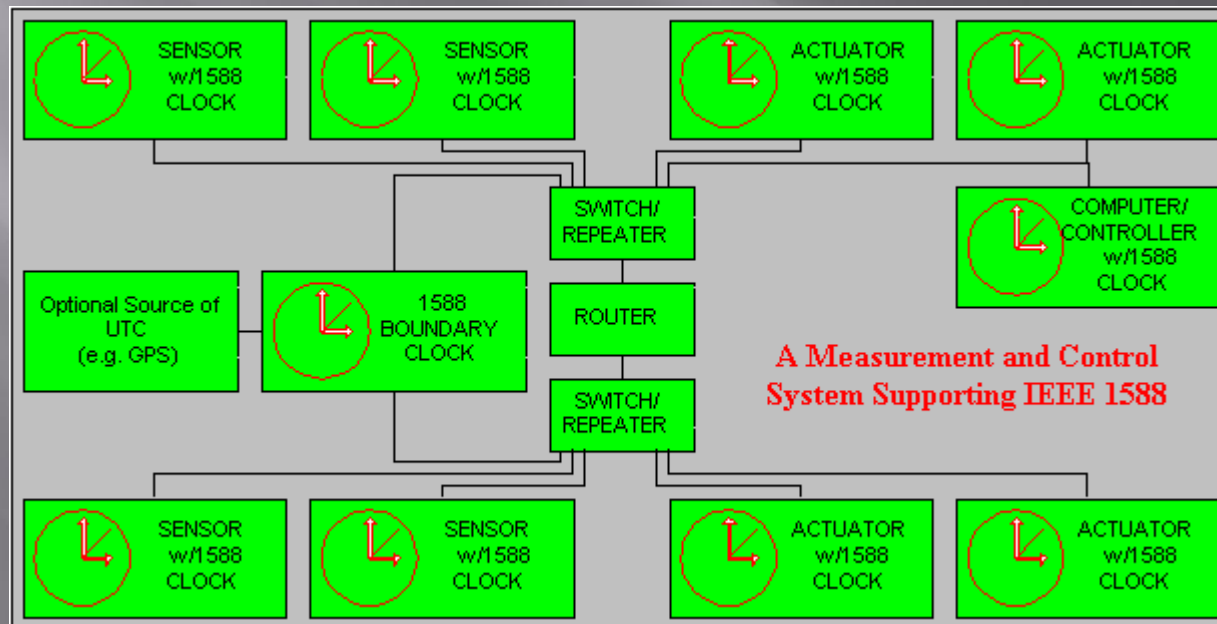 SENSOR
w/1588
CLOCK
SENSOR
w/1588
CLOCK
ACTUATOR
w/1588
CLOCK
ACTUATOR
w/1588
CLOCK
SWITCH/
REPEATER
COMPUTER/
CONTROLLER
w/1588
CLOCK
Optional Source of
UTC
(e.g. GPS)
1588
BOUNDARY
CLOCK
ROUTER
A Measurement and Control
System Supporting IEEE 1588
SWITCH/
REPEATER
SENSOR
w/1588
CLOCK
SENSOR
w/1588
CLOCK
ACTUATOR
w/1588
CLOCK
ACTUATOR
w/1588
CLOCK